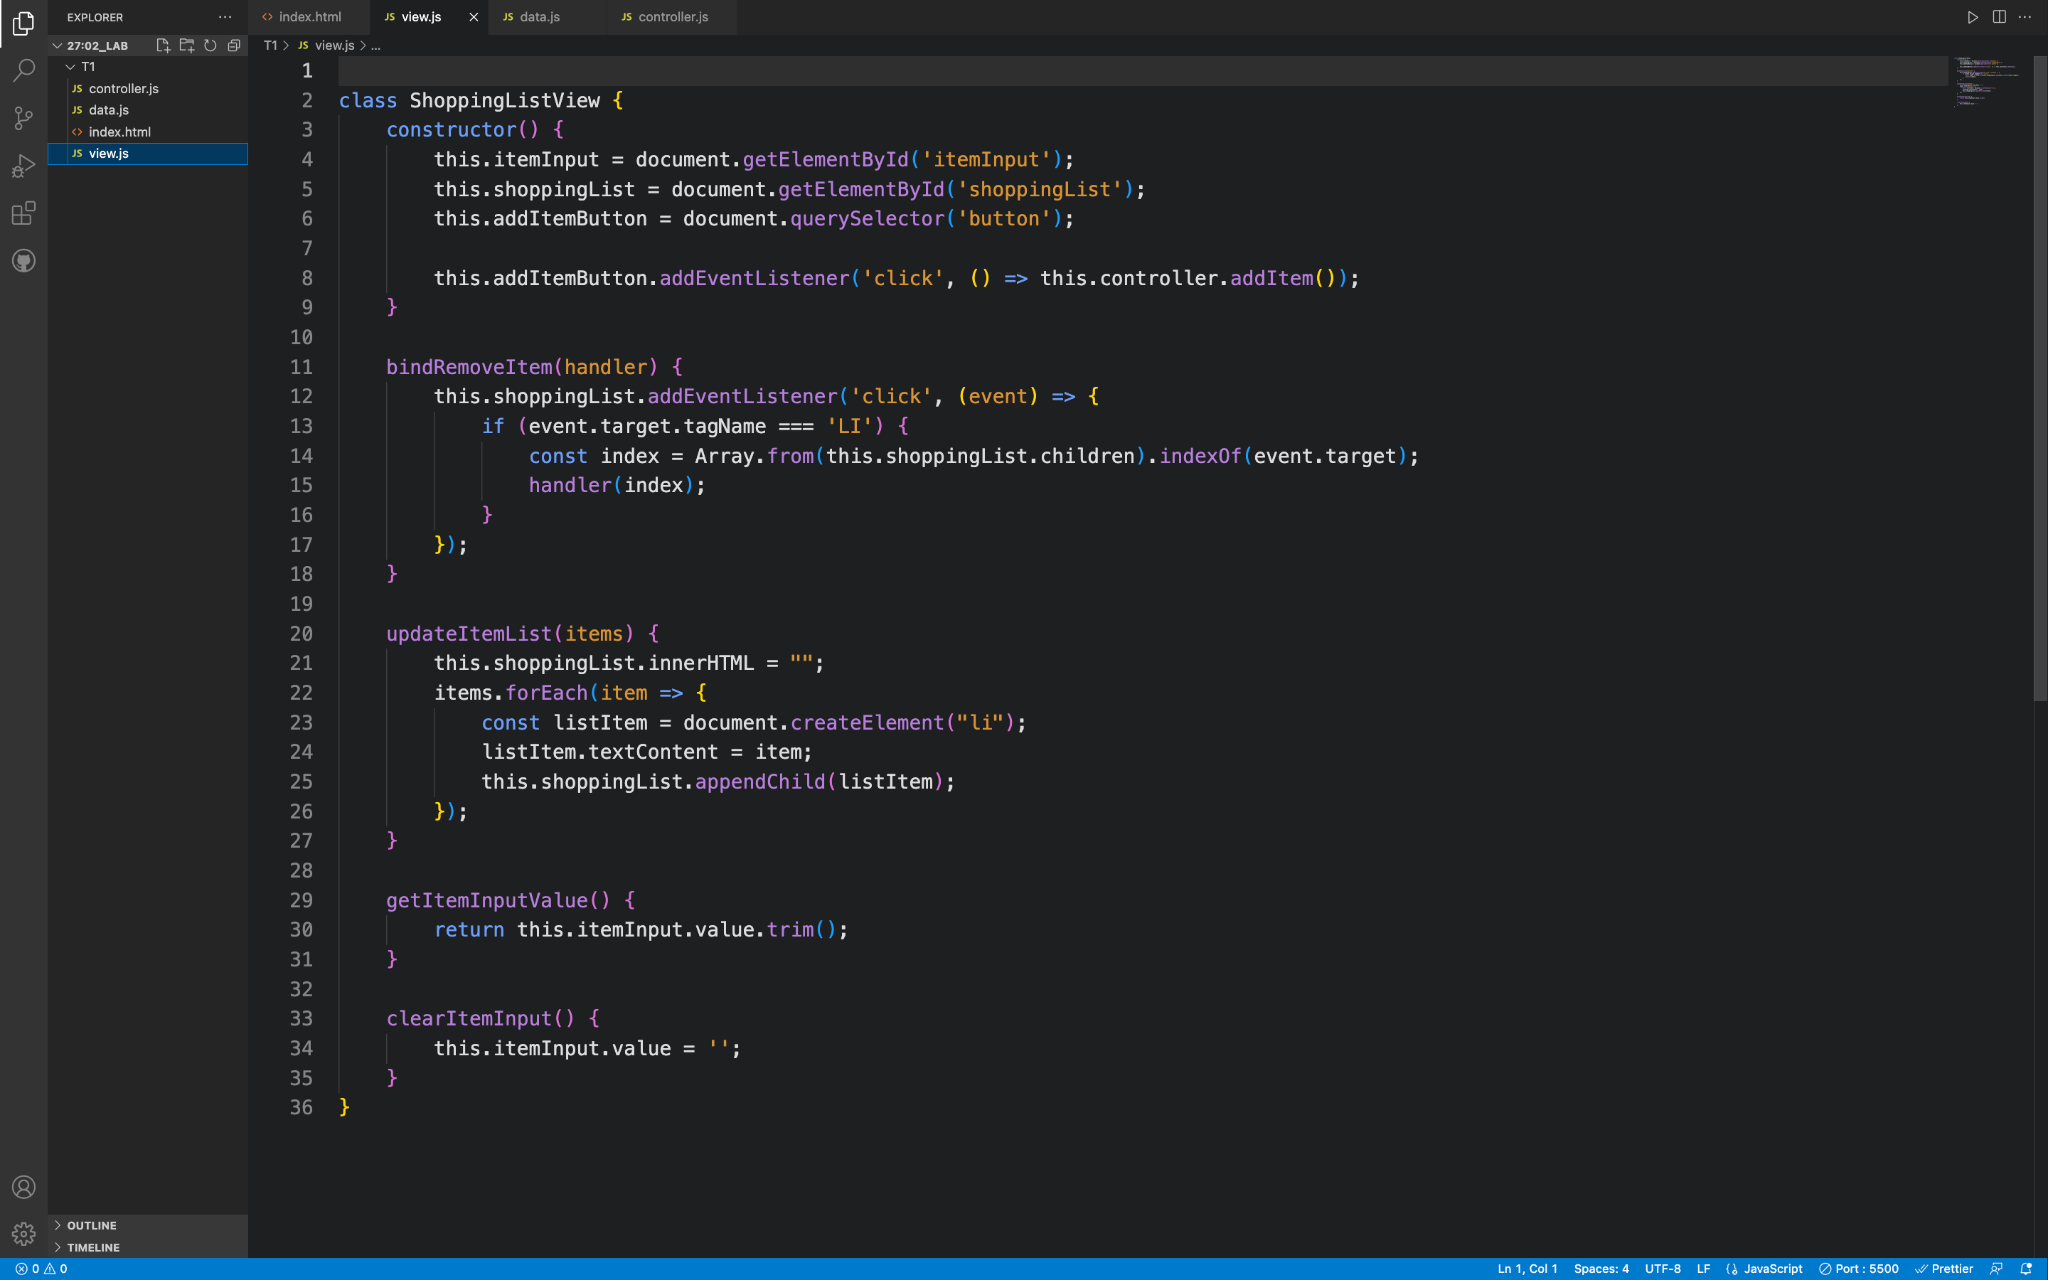 EXPLORER
index.html
JS view.js
JS data.js
JS controller.js
27:02_LAB
T1 > JS view.js > ...
T1
JS controller.js
JS data.js
<> index.html
JS view.js
1
2 class ShoppingListView {
3     constructor() {
4         this.itemInput = document.getElementById('itemInput');
5         this.shoppingList = document.getElementById('shoppingList');
6         this.addItemButton = document.querySelector('button');
7
8         this.addItemButton.addEventListener('click', () => this.controller.addItem());
9     }
10
11     bindRemoveItem(handler) {
12         this.shoppingList.addEventListener('click', (event) => {
13             if (event.target.tagName === 'LI') {
14                 const index = Array.from(this.shoppingList.children).indexOf(event.target);
15                 handler(index);
16             }
17         });
18     }
19
20     updateItemList(items) {
21         this.shoppingList.innerHTML = "";
22         items.forEach(item => {
23             const listItem = document.createElement("li");
24             listItem.textContent = item;
25             this.shoppingList.appendChild(listItem);
26         });
27     }
28
29     getItemInputValue() {
30         return this.itemInput.value.trim();
31     }
32
33     clearItemInput() {
34         this.itemInput.value = '';
35     }
36 }
OUTLINE
TIMELINE
0 0
Ln 1, Col 1 Spaces: 4 UTF-8 LF {} JavaScript Port : 5500 Prettier